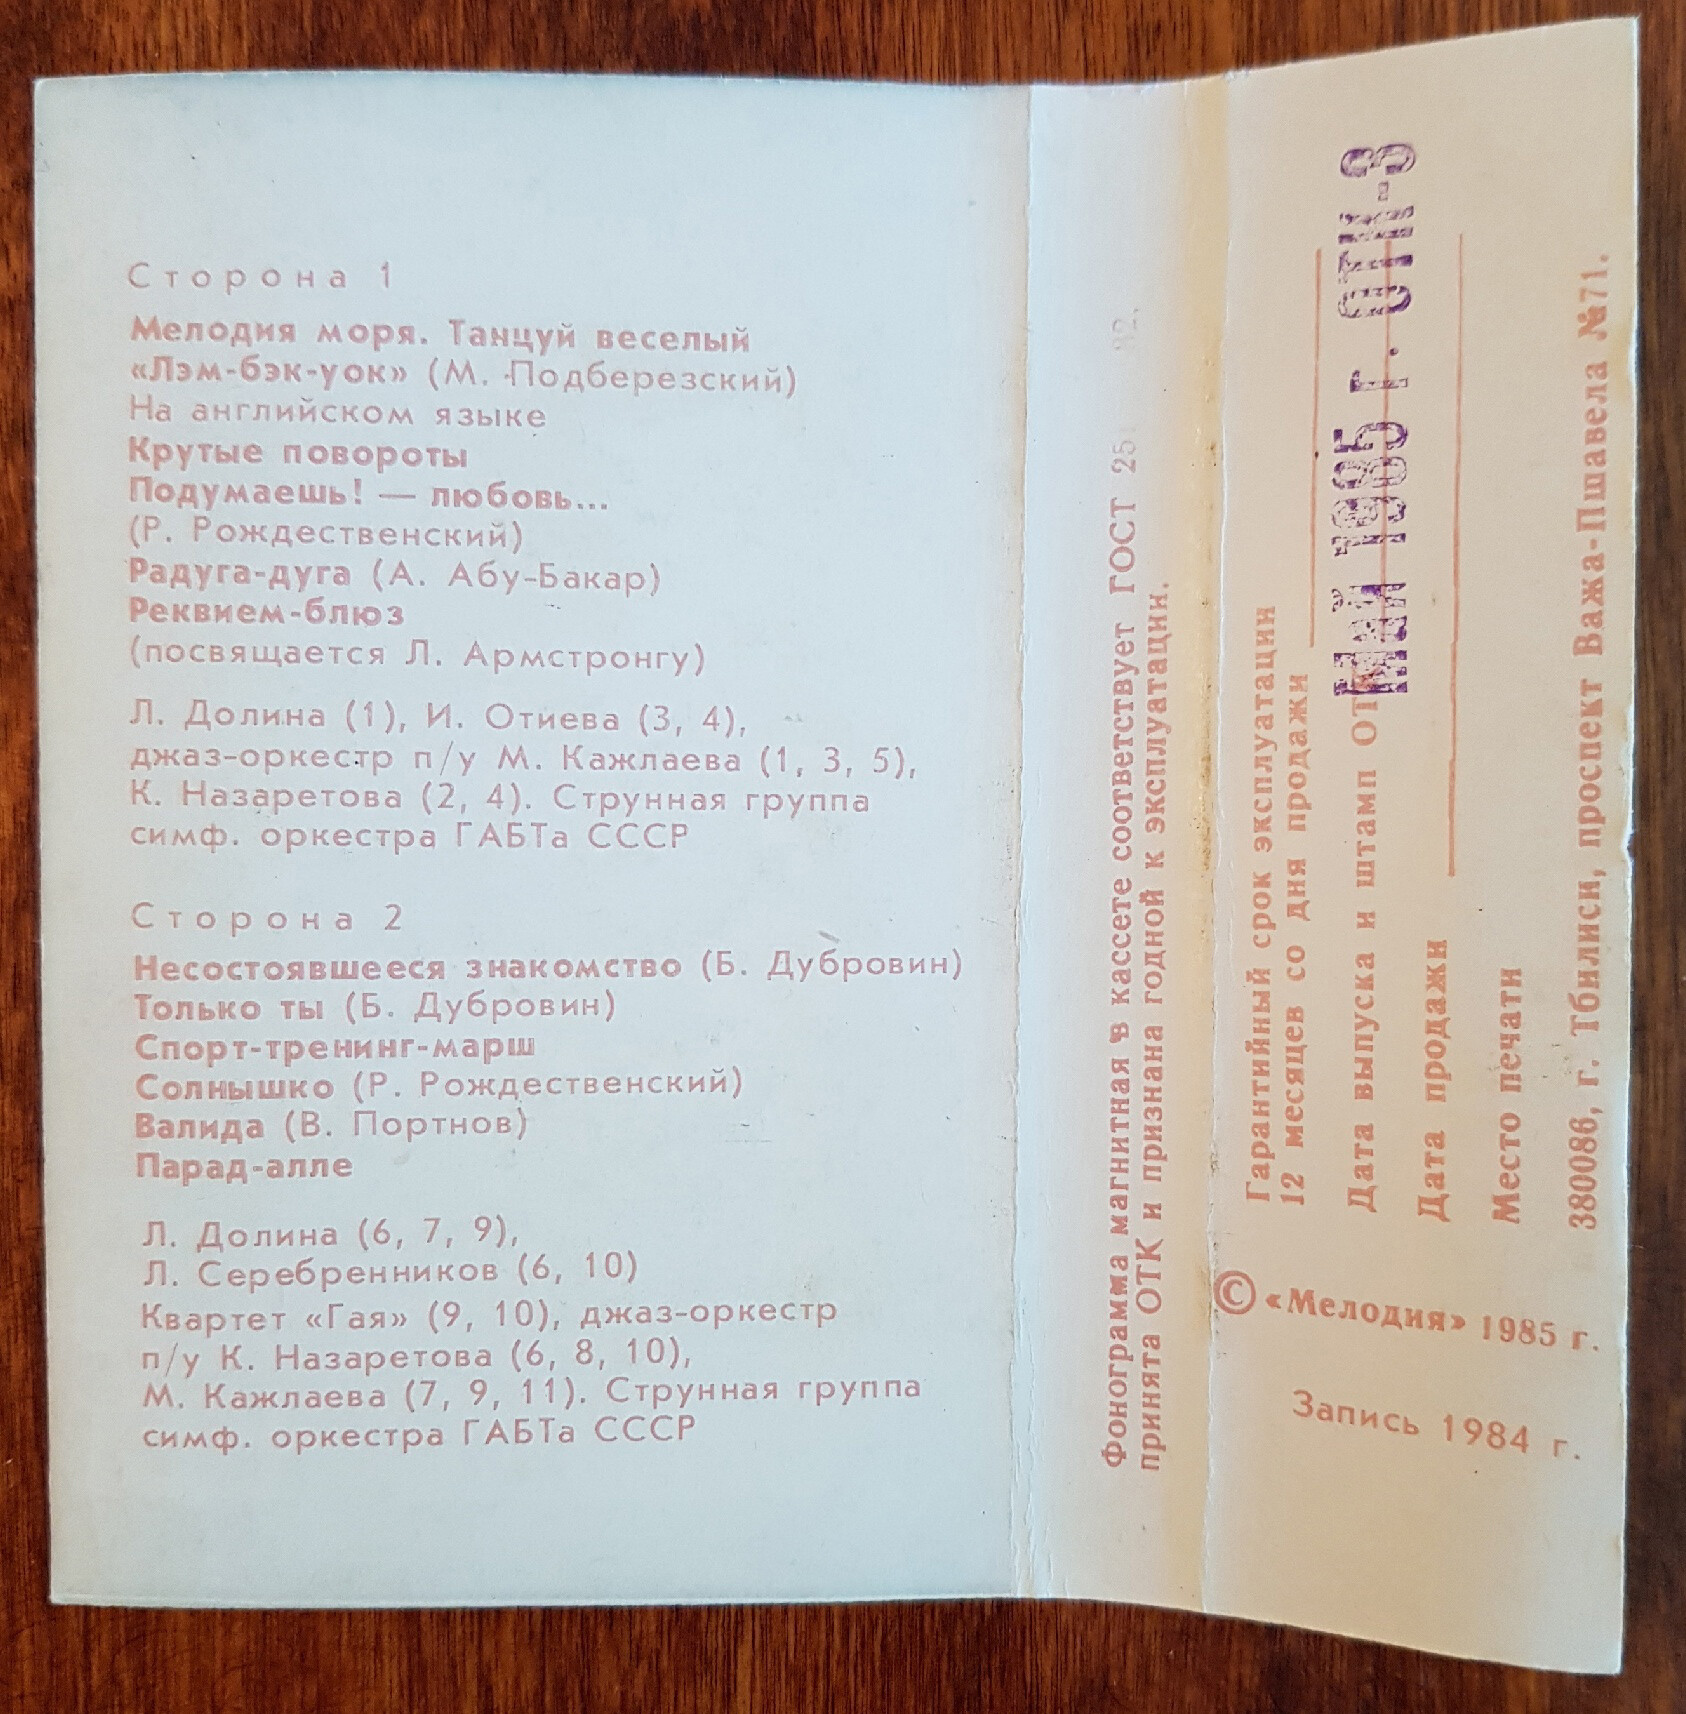 Сторона 1
Мелодия моря. Танцуй веселый
«Лэм-бэк-уок» (М. Подберезский)
На английском языке
Крутые повороты
Подумаешь! — любовь...
(Р. Рождественский)
Радуга-дуга (А. Абу-Бакар)
Реквием-блюз
(посвящается Л. Армстронгу)
Л. Долина (1), И. Отиева (3, 4),
джаз-оркестр п/у М. Кажлаева (1, 3, 5),
К. Назаретова (2, 4). Струнная группа
симф. оркестра ГАБТа СССР
Сторона 2
Несостоявшееся знакомство (Б. Дубровин)
Только ты (Б. Дубровин)
Спорт-тренинг-марш
Солнышко (Р. Рождественский)
Валида (В. Портнов)
Парад-алле
Л. Долина (6, 7, 9),
Л. Серебренников (6, 10)
Квартет «Гая» (9, 10), джаз-оркестр
п/у К. Назаретова (6, 8, 10),
М. Кажлаева (7, 9, 11). Струнная группа
симф. оркестра ГАБТа СССР
Фонограмма магнитная в кассете соответствует ГОСТ
принята ОТК и признана годной к эксплуатации.
Гарантийный срок эксплуатации
12 месяцев со дня продажи
Дата выпуска и штамп ОТК
МАЙ 1985 г. ОТК-3
Дата продажи
Место печати
380086, г. Тбилиси, проспект Важа-Пшавела №71.
© «Мелодия» 1985 г.
Запись 1984 г.